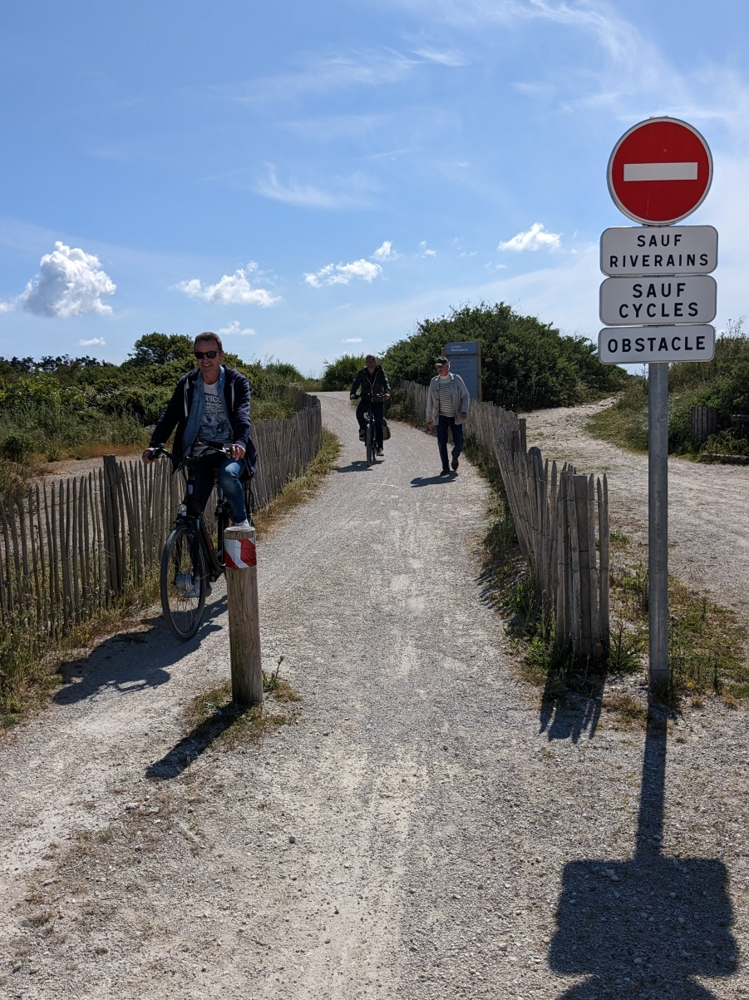 SAUF
RIVERAINS
SAUF
CYCLES
OBSTACLE